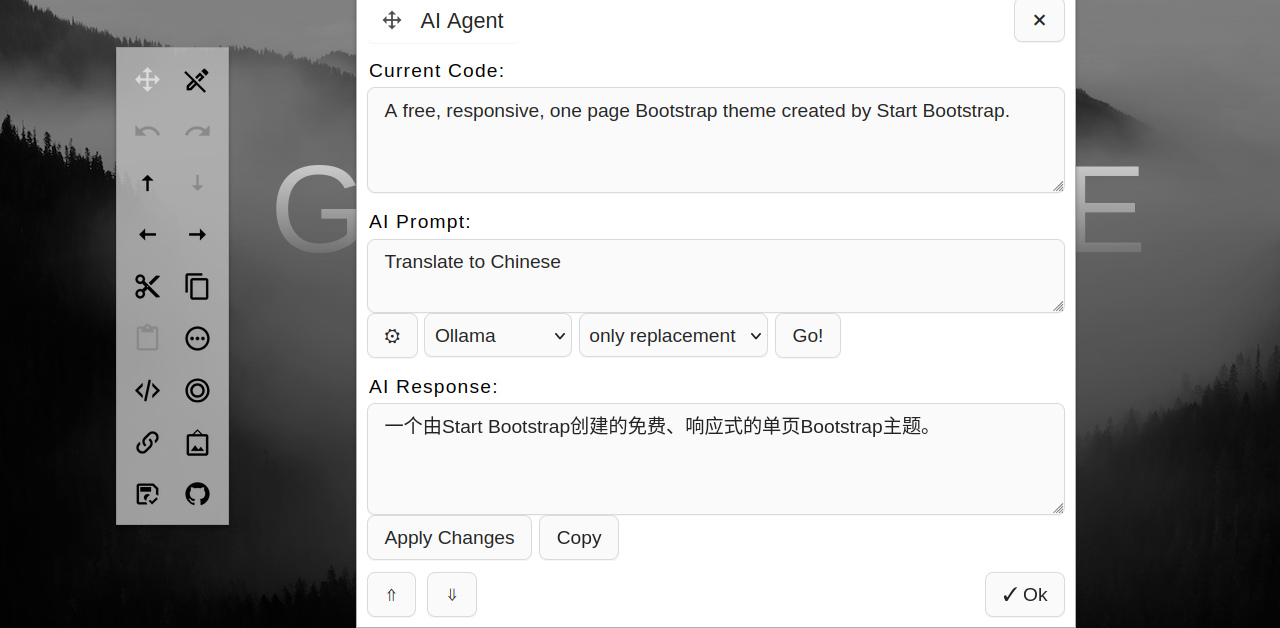 AI Agent
Current Code:
A free, responsive, one page Bootstrap theme created by Start Bootstrap.
G
E
AI Prompt:
Translate to Chinese
Ollama
only replacement
Go!
AI Response:
一个由Start Bootstrap创建的免费、响应式的单页Bootstrap主题。
Apply Changes
Copy
✓ Ok